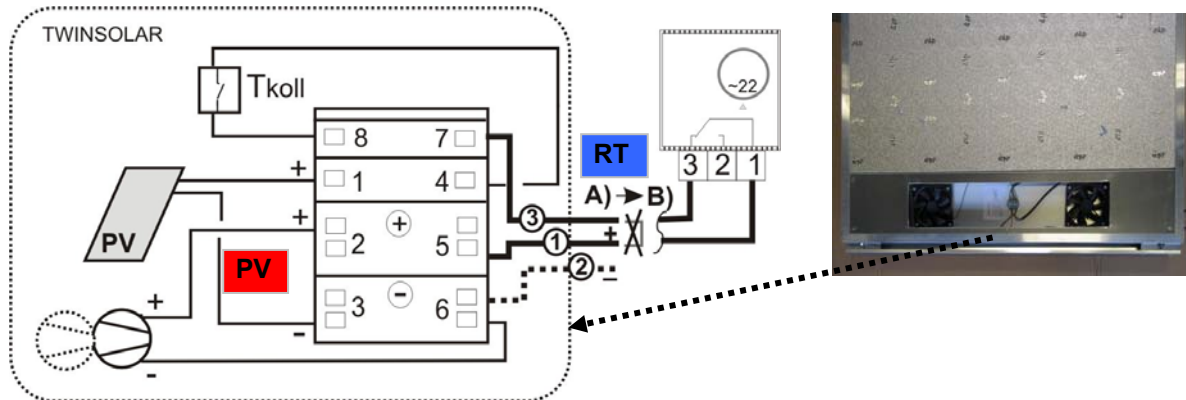 TWINSOLAR
Tkoll
~22
8 7
+ 1 4
RT
3 2 1
A) → B)
+ 2 + 5
3
+ 1
PV
PV
2 −
3 − 6
+
−
-